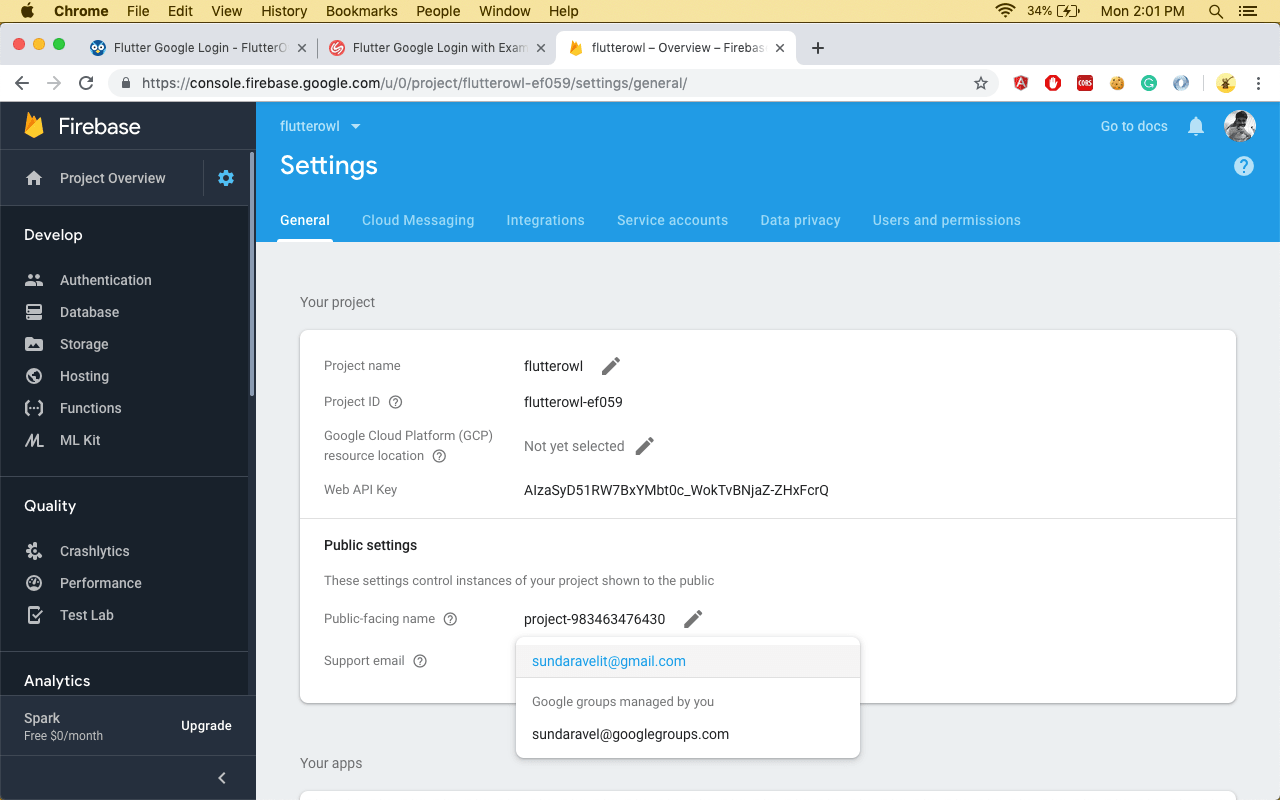 Chrome File Edit View History Bookmarks People Window Help 34% Mon 2:01 PM
Flutter Google Login - FlutterO Flutter Google Login with Exam flutterowl – Overview – Firebas
https://console.firebase.google.com/u/0/project/flutterowl-ef059/settings/general/
CORS
Firebase
Project Overview
Develop
Authentication
Database
Storage
Hosting
Functions
ML Kit
Quality
Crashlytics
Performance
Test Lab
Analytics
Spark
Free $0/month
Upgrade
flutterowl
Go to docs
Settings
General Cloud Messaging Integrations Service accounts Data privacy Users and permissions
Your project
Project name flutterowl
Project ID flutterowl-ef059
Google Cloud Platform (GCP)
resource location
Not yet selected
Web API Key AIzaSyD51RW7BxYMbt0c_WokTvBNjaZ-ZHxFcrQ
Public settings
These settings control instances of your project shown to the public
Public-facing name project-983463476430
Support email
sundaravelit@gmail.com
Google groups managed by you
sundaravel@googlegroups.com
Your apps